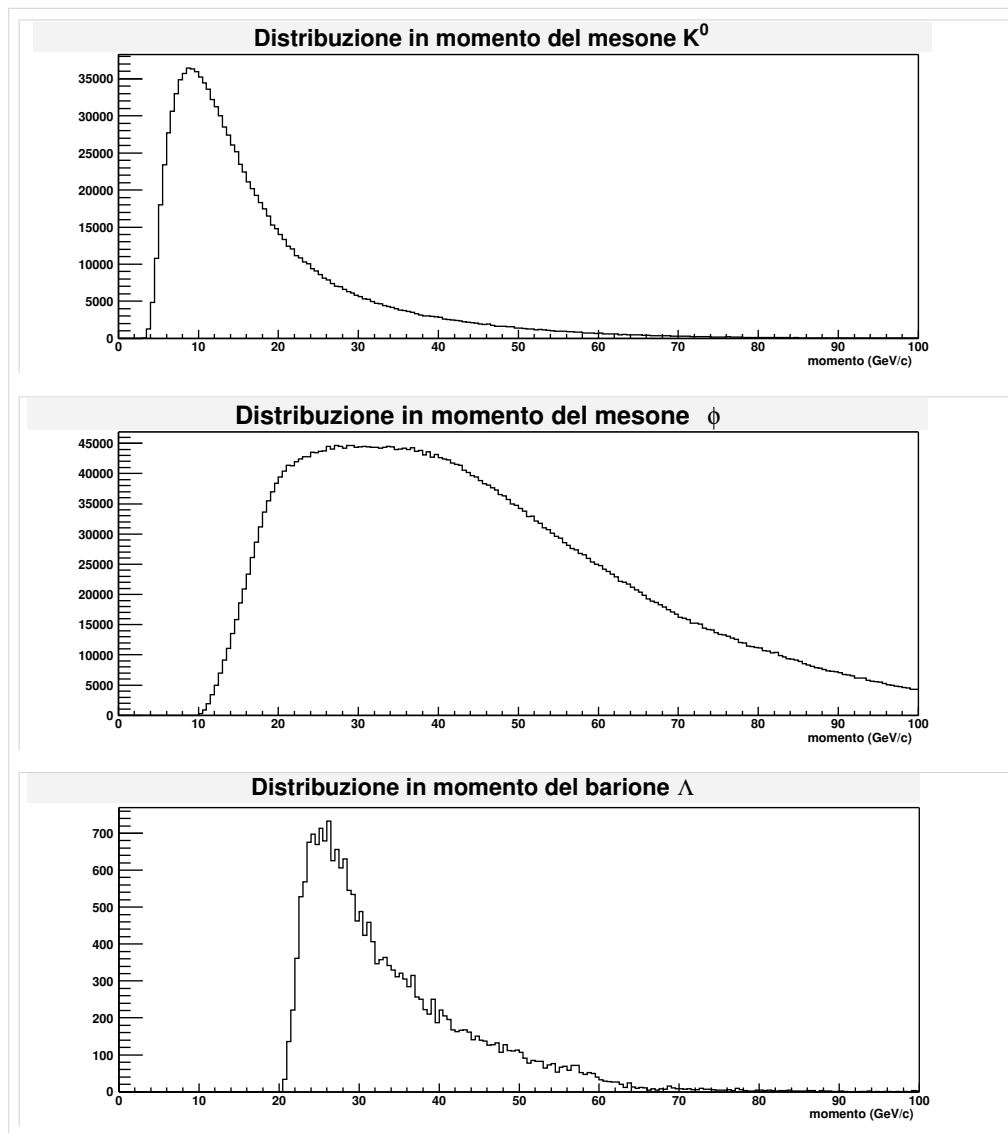 Distribuzione in momento del mesone K⁰
35000
30000
25000
20000
15000
10000
5000
0
0 10 20 30 40 50 60 70 80 90 100
momento (GeV/c)
Distribuzione in momento del mesone ϕ
45000
40000
35000
30000
25000
20000
15000
10000
5000
0
0 10 20 30 40 50 60 70 80 90 100
momento (GeV/c)
Distribuzione in momento del barione Λ
700
600
500
400
300
200
100
0
0 10 20 30 40 50 60 70 80 90 100
momento (GeV/c)